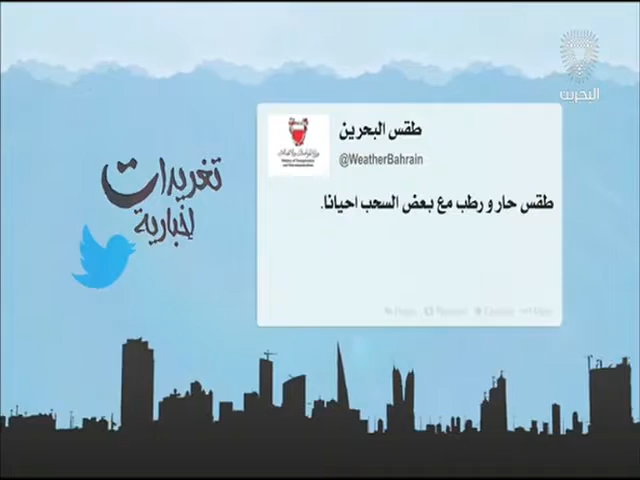 البحرين
تغريدات
إخبارية
طقس البحرين
@WeatherBahrain
طقس حار و رطب مع بعض السحب احيانا.